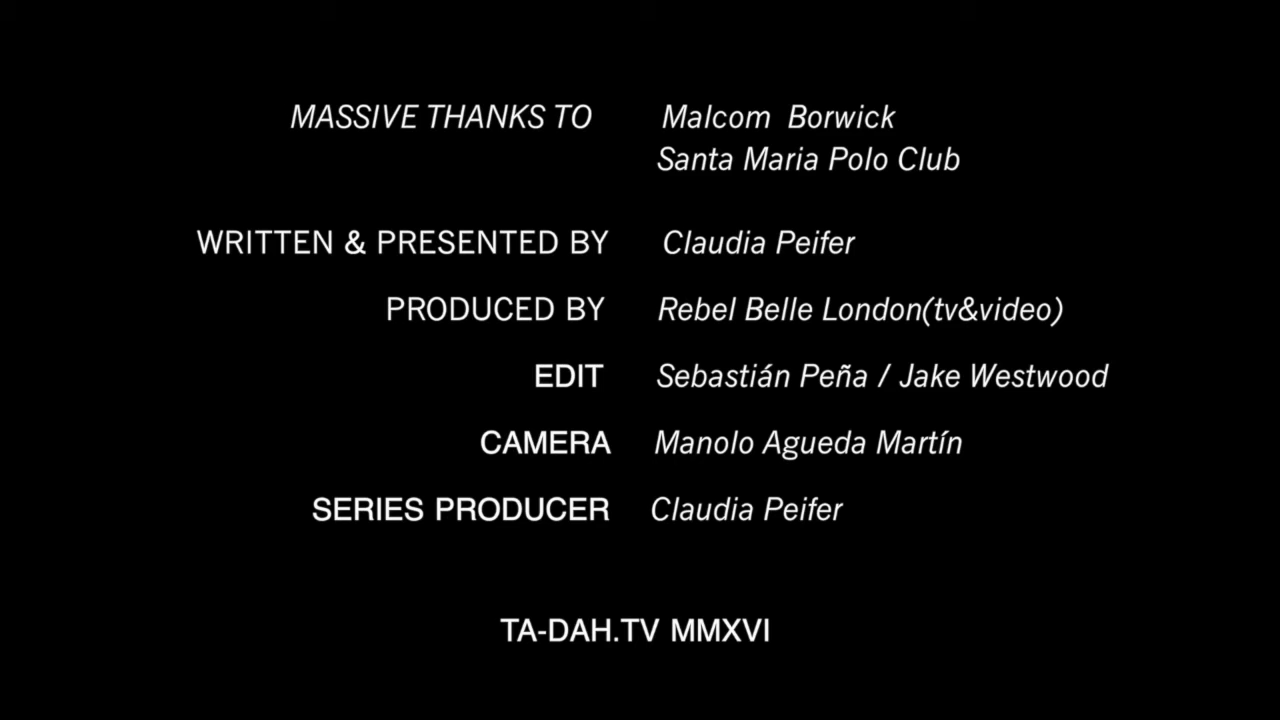 MASSIVE THANKS TO Malcom Borwick
Santa Maria Polo Club
WRITTEN & PRESENTED BY Claudia Peifer
PRODUCED BY Rebel Belle London(tv&video)
EDIT Sebastián Peña / Jake Westwood
CAMERA Manolo Agueda Martín
SERIES PRODUCER Claudia Peifer
TA-DAH.TV MMXVI